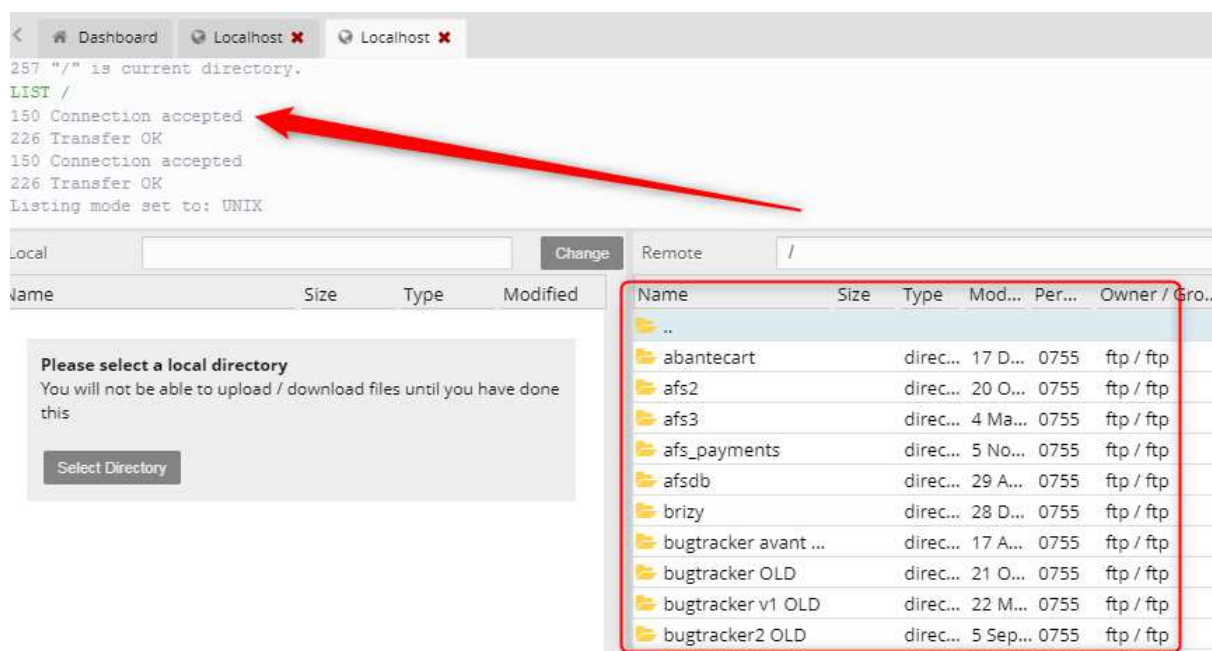 Dashboard Localhost Localhost
257 "/" is current directory.
LIST /
150 Connection accepted
226 Transfer OK
150 Connection accepted
226 Transfer OK
Listing mode set to: UNIX
Local Change Remote /
Name Size Type Modified Name Size Type Mod... Per... Owner / Gro...
..
Please select a local directory
You will not be able to upload / download files until you have done
this
Select Directory
abantecart direc... 17 D... 0755 ftp / ftp
afs2 direc... 20 O... 0755 ftp / ftp
afs3 direc... 4 Ma... 0755 ftp / ftp
afs_payments direc... 5 No... 0755 ftp / ftp
afsdb direc... 29 A... 0755 ftp / ftp
brizy direc... 28 D... 0755 ftp / ftp
bugtracker avant ... direc... 17 A... 0755 ftp / ftp
bugtracker OLD direc... 21 O... 0755 ftp / ftp
bugtracker v1 OLD direc... 22 M... 0755 ftp / ftp
bugtracker2 OLD direc... 5 Sep... 0755 ftp / ftp